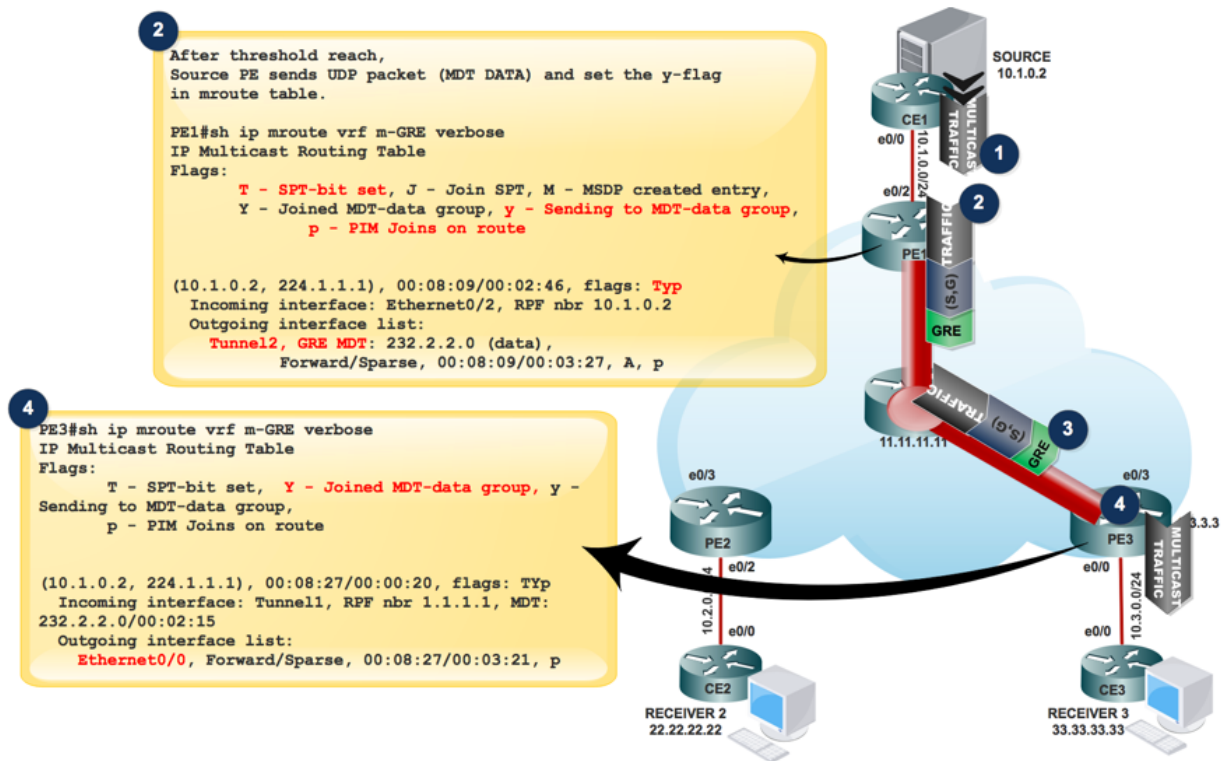 2
After threshold reach,
Source PE sends UDP packet (MDT DATA) and set the y-flag
in mroute table.
PE1#sh ip mroute vrf m-GRE verbose
IP Multicast Routing Table
Flags:
T - SPT-bit set, J - Join SPT, M - MSDP created entry,
Y - Joined MDT-data group, y - Sending to MDT-data group,
p - PIM Joins on route
(10.1.0.2, 224.1.1.1), 00:08:09/00:02:46, flags: Typ
Incoming interface: Ethernet0/2, RPF nbr 10.1.0.2
Outgoing interface list:
Tunnel2, GRE MDT: 232.2.2.0 (data),
Forward/Sparse, 00:08:09/00:03:27, A, p
SOURCE
10.1.0.2
CE1
e0/0
10.1.0.0/24
MULTICAS
TRAFFIC
1
e0/2
2
PE1
TRAFFIC
(S,G)
GRE
11.11.11.11
TRAFFIC
(S,G)
GRE
3
4
PE3#sh ip mroute vrf m-GRE verbose
IP Multicast Routing Table
Flags:
T - SPT-bit set, Y - Joined MDT-data group, y -
Sending to MDT-data group,
p - PIM Joins on route
(10.1.0.2, 224.1.1.1), 00:08:27/00:00:20, flags: TYp
Incoming interface: Tunnel1, RPF nbr 1.1.1.1, MDT:
232.2.2.0/00:02:15
Outgoing interface list:
Ethernet0/0, Forward/Sparse, 00:08:27/00:03:21, p
e0/3
PE2
e0/2
e0/0
CE2
RECEIVER 2
22.22.22.22
e0/3
4
3.3.3
PE3
MULTICAST
TRAFFIC
e0/0
10.3.0.0/24
e0/0
CE3
RECEIVER 3
33.33.33.33